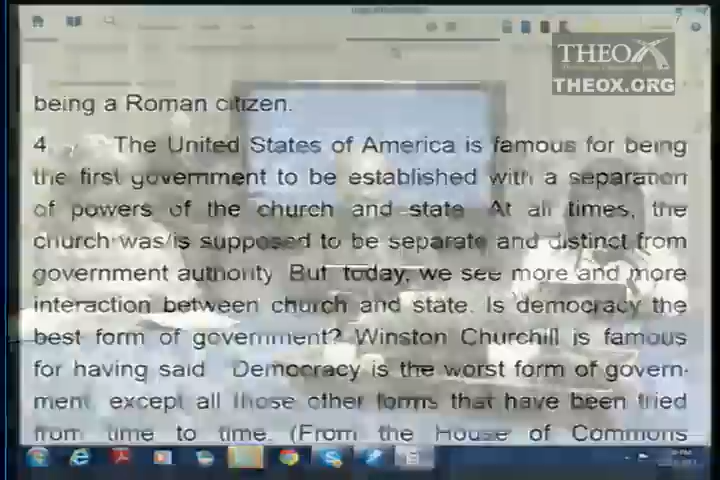 THEOX
THEOX.ORG
being a Roman citizen.
4 The United States of America is famous for being
the first government to be established with a separation
of powers of the church and state At all times, the
church was/is supposed to be separate and distinct from
government authority But today, we see more and more
interaction between church and state. Is democracy the
best form of government? Winston Churchill is famous
for having said Democracy is the worst form of govern-
ment, except all those other forms that have been tried
from time to time. (From the House of Commons